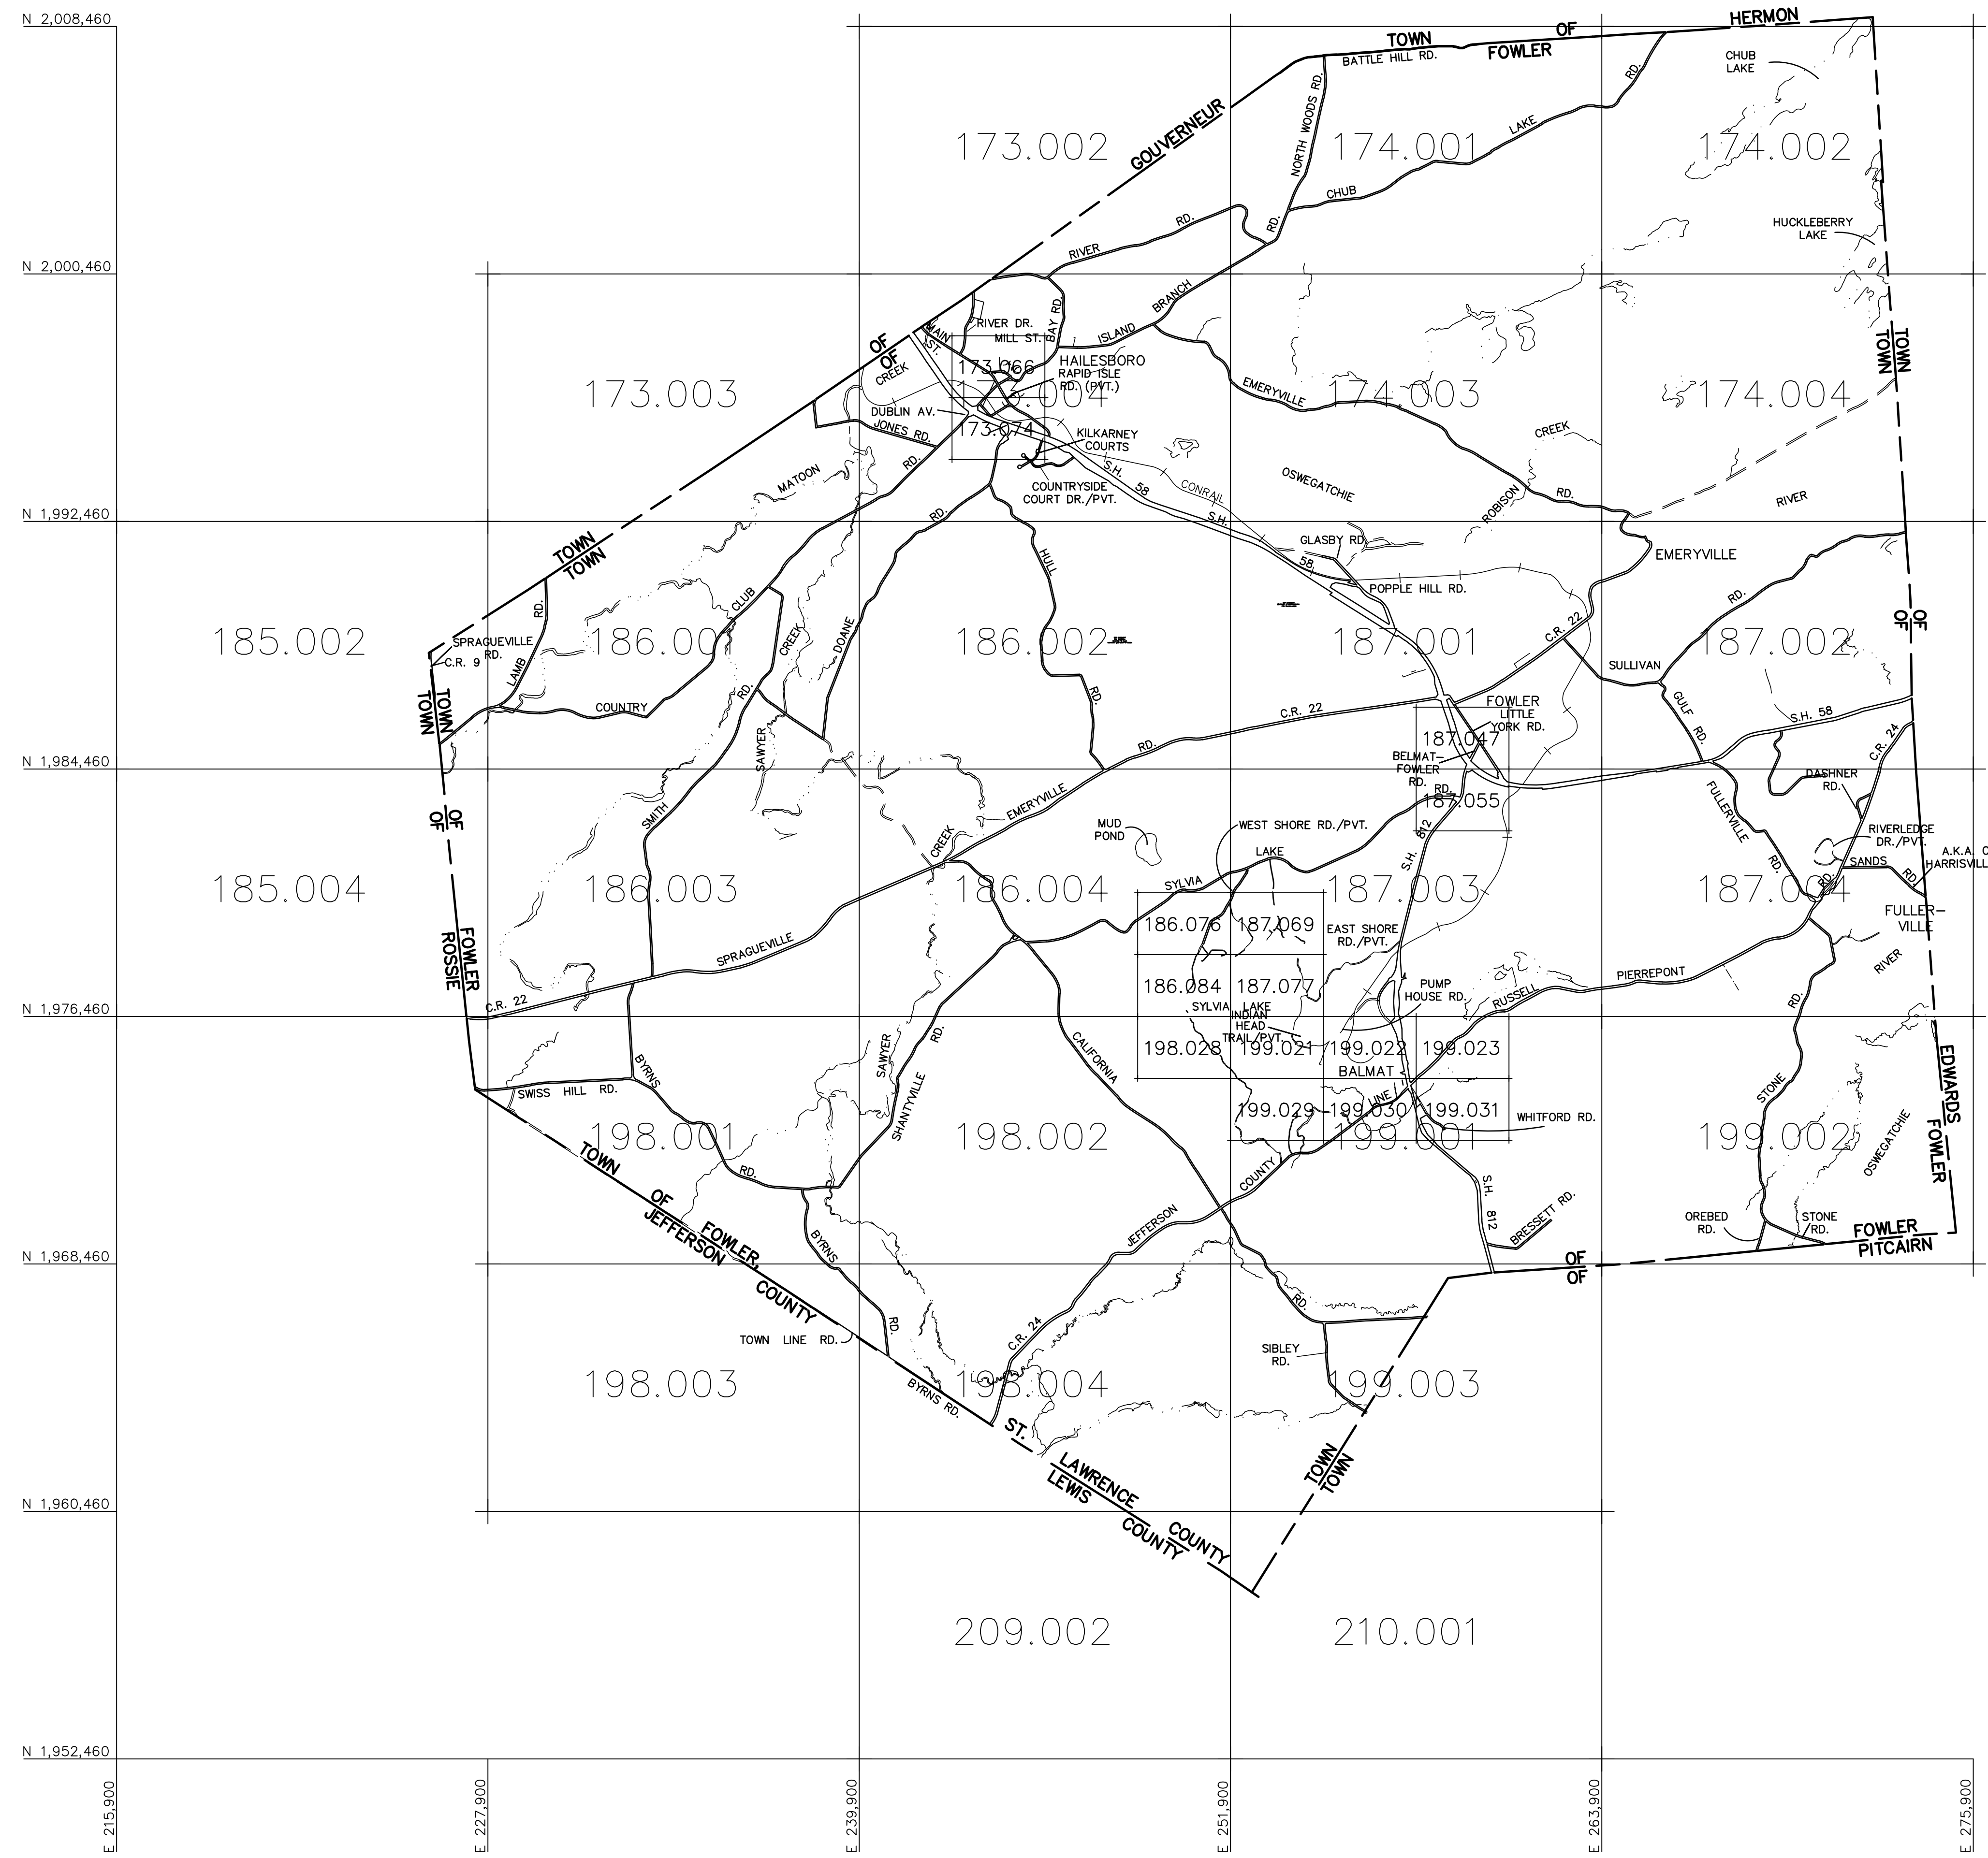 N 2,008,460
TOWN OF HERMON
FOWLER
BATTLE HILL RD.
CHUB
LAKE
RD.
NORTH WOODS RD.
GOUVERNEUR
LAKE
173.002
174.001
174.002
CHUB
RD.
RD.
HUCKLEBERRY
LAKE
RIVER
N 2,000,460
BRANCH
BAY RD.
ISLAND
MAIN
ST.
RIVER DR.
MILL ST.
TOWN
TOWN
OF
OF
CREEK
173.066
HAILESBORO
RAPID ISLE
RD. (PVT.)
173.003
173.004
EMERYVILLE
174.003
174.004
DUBLIN AV.
JONES RD.
173.074
KILKARNEY
COURTS
CREEK
RD.
MATOON
S.H. 58
COUNTRYSIDE
COURT DR./PVT.
CONRAIL
OSWEGATCHIE
ROBISON
RD.
RIVER
N 1,992,460
RD.
S.H.
GLASBY RD.
TOWN
TOWN
HULL
58
EMERYVILLE
POPPLE HILL RD.
RD.
CLUB
RD.
C.R. 22
OF
OF
185.002
SPRAGUEVILLE
RD.
C.R. 9
186.001
CREEK
DOANE
186.002
187.001
187.002
LAMB
SULLIVAN
TOWN
TOWN
RD.
RD.
COUNTRY
C.R. 22
FOWLER
LITTLE
YORK RD.
GULF
RD.
S.H. 58
SAWYER
RD.
187.047
C.R. 24
N 1,984,460
BELMAT-
FOWLER
RD.
DASHNER
RD.
SMITH
EMERYVILLE
RD.
187.055
OF
OF
MUD
POND
WEST SHORE RD./PVT.
S.H. 812
FULLERVILLE
RD.
RIVERLEDGE
DR./PVT.
CREEK
LAKE
SANDS
RD.
A.K.A. C
HARRISVILL
185.004
186.003
186.004
SYLVIA
187.003
187.004
RD.
FULLER-
VILLE
186.076
187.069
EAST SHORE
RD./PVT.
SPRAGUEVILLE
FOWLER
ROSSIE
RIVER
186.084
187.077
PUMP
HOUSE RD.
PIERREPONT
RUSSELL
C.R. 22
SYLVIA LAKE
RD.
N 1,976,460
INDIAN
HEAD
TRAIL/PVT.
RD.
SAWYER
CALIFORNIA
198.028
199.021
199.022
199.023
BYRNS
BALMAT
EDWARDS
FOWLER
SWISS HILL RD.
SHANTYVILLE
LINE
STONE
199.029
199.030
199.031
WHITFORD RD.
198.001
198.002
199.001
199.002
OSWEGATCHIE
TOWN
RD.
COUNTY
S.H. 812
OF
JEFFERSON
BRESSETT RD.
OREBED
RD.
STONE
RD.
FOWLER,
JEFFERSON
BYRNS
FOWLER
PITCAIRN
N 1,968,460
OF
OF
COUNTY
RD.
RD.
TOWN LINE RD.
C.R. 24
SIBLEY
RD.
198.003
198.004
199.003
BYRNS RD.
ST.
TOWN
TOWN
LAWRENCE
LEWIS
N 1,960,460
COUNTY
COUNTY
209.002
210.001
N 1,952,460
E 215,900
E 227,900
E 239,900
E 251,900
E 263,900
E 275,900